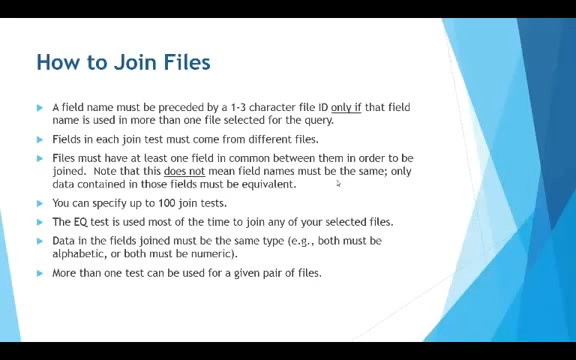 How to Join Files
A field name must be preceded by a 1-3 character file ID only if that field
name is used in more than one file selected for the query.
Fields in each join test must come from different files.
Files must have at least one field in common between them in order to be
joined. Note that this does not mean field names must be the same; only
data contained in those fields must be equivalent.
You can specify up to 100 join tests.
The EQ test is used most of the time to join any of your selected files.
Data in the fields joined must be the same type (e.g., both must be
alphabetic, or both must be numeric).
More than one test can be used for a given pair of files.